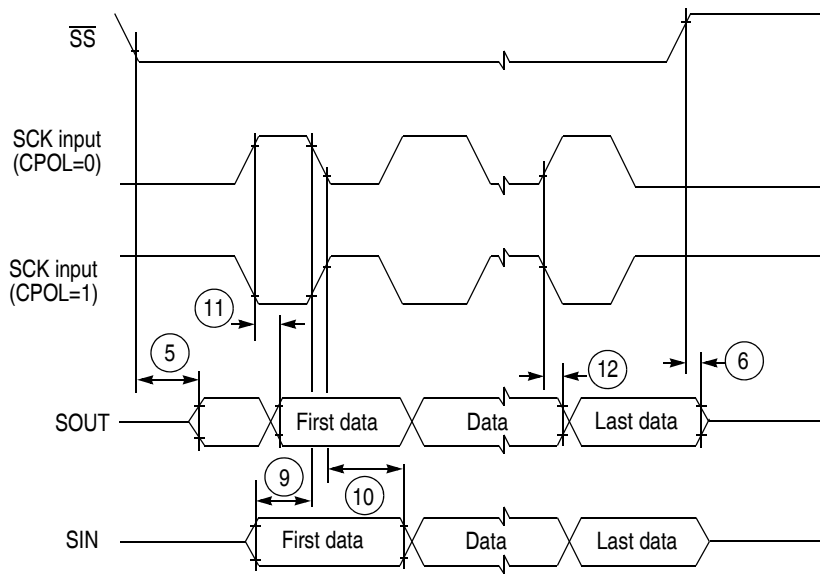 SS
SCK input
(CPOL=0)
SCK input
(CPOL=1)
11
5
12
6
SOUT
First data
Data
Last data
9
10
SIN
First data
Data
Last data